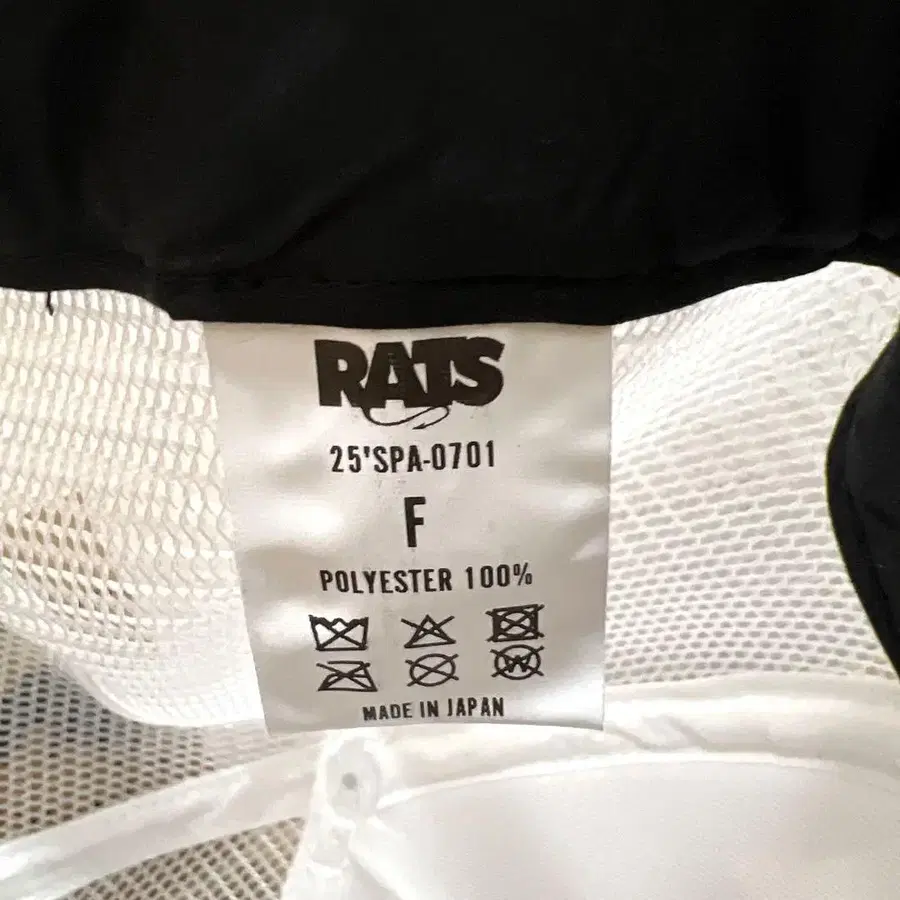 RATS
25'SPA-0701
F
POLYESTER 100%
W
MADE IN JAPAN